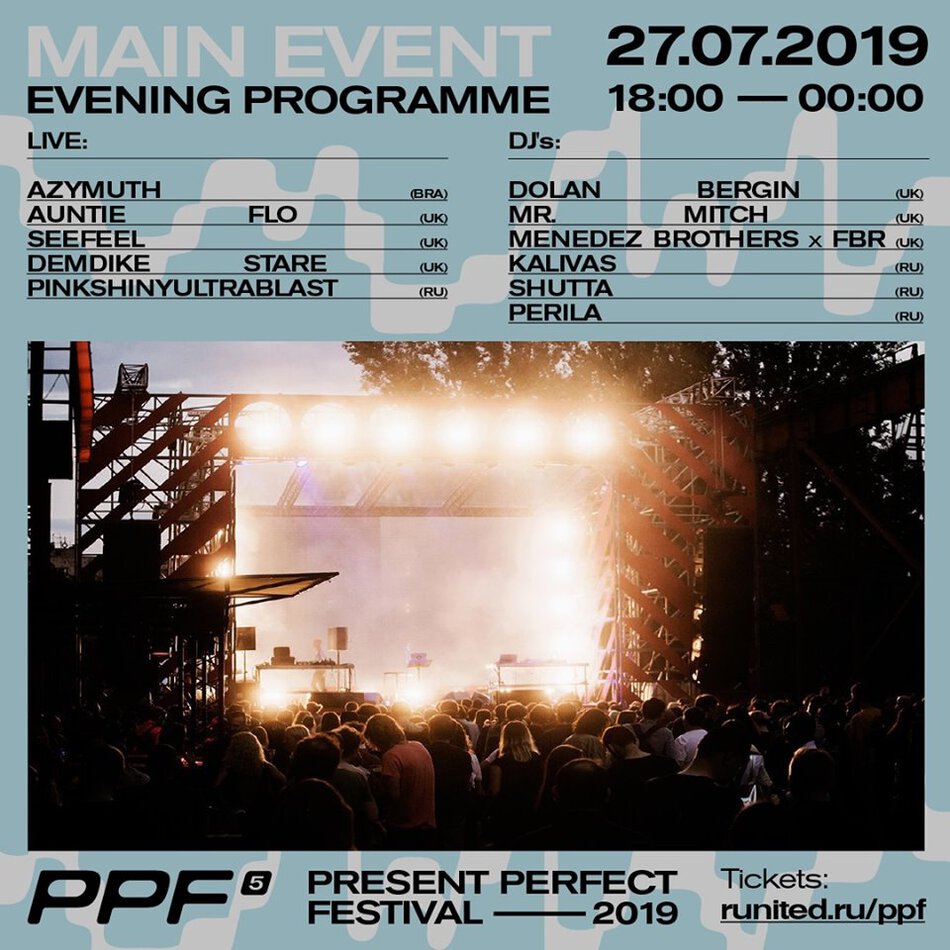 MAIN EVENT
EVENING PROGRAMME
27.07.2019
18:00 — 00:00
LIVE:
AZYMUTH (BRA)
AUNTIE FLO (UK)
SEEFEEL (UK)
DEMDIKE STARE (UK)
PINKSHINYULTRABLAST (RU)
DJ's:
DOLAN BERGIN (UK)
MR. MITCH (UK)
MENEDEZ BROTHERS x FBR (UK)
KALIVAS (RU)
SHUTTA (RU)
PERILA (RU)
PPF 5
PRESENT PERFECT
FESTIVAL — 2019
Tickets:
runited.ru/ppf